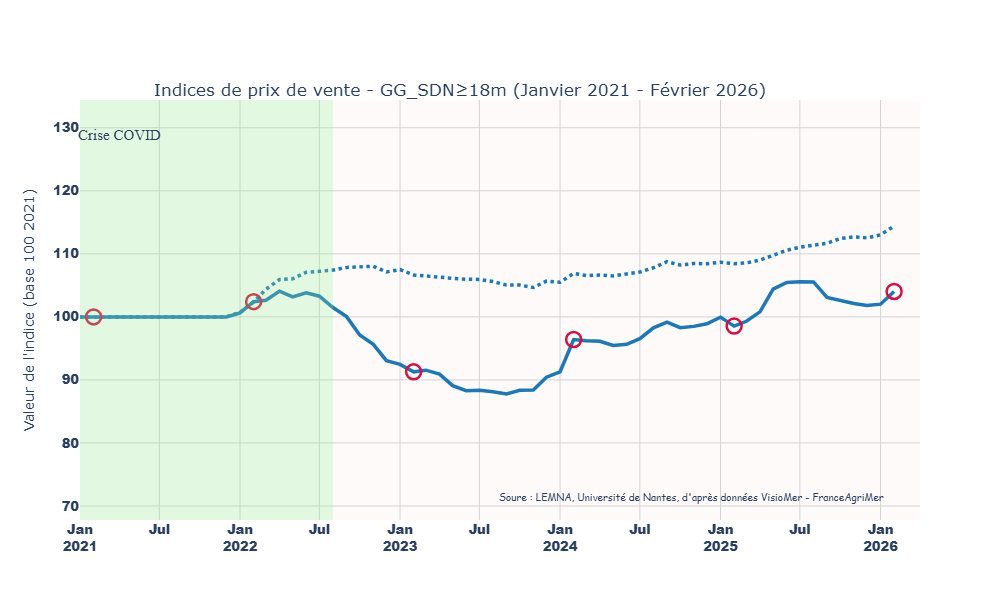 Indices de prix de vente - GG_SDN≥18m (Janvier 2021 - Février 2026)
Valeur de l'indice (base 100 2021)
130
Crise COVID
120
110
100
90
80
70
Soure : LEMNA, Université de Nantes, d'après données VisioMer - FranceAgriMer
Jan Jul Jan Jul Jan Jul Jan Jul Jan Jul Jan
2021 2022 2023 2024 2025 2026